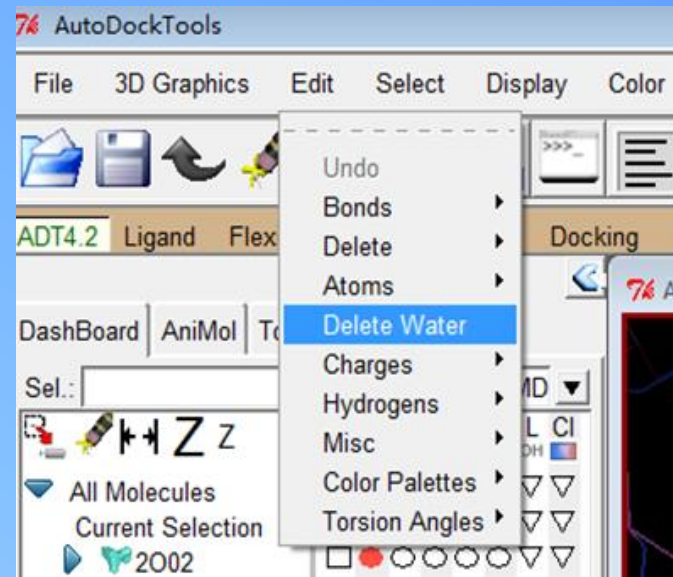 AutoDockTools
File 3D Graphics Edit Select Display Color
>>>_
Undo
Bonds
ADT4.2 Ligand Flex Delete Docking
Atoms
DashBoard AniMol Delete Water
Sel.: Charges
Hydrogens L Cl
Misc
All Molecules Color Palettes
Current Selection Torsion Angles
2O02